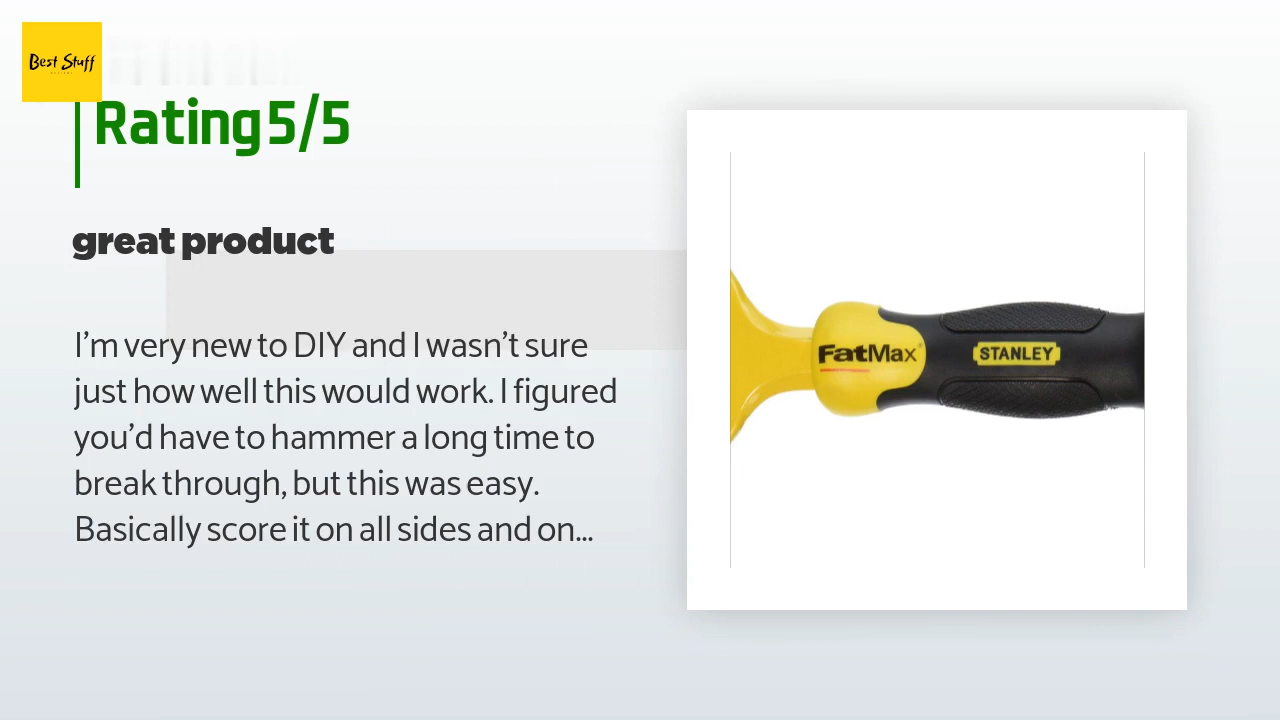 Best Stuff
Rating 5/5
great product
I'm very new to DIY and I wasn't sure
just how well this would work. I figured
you'd have to hammer a long time to
break through, but this was easy.
Basically score it on all sides and on...
FatMax®
STANLEY